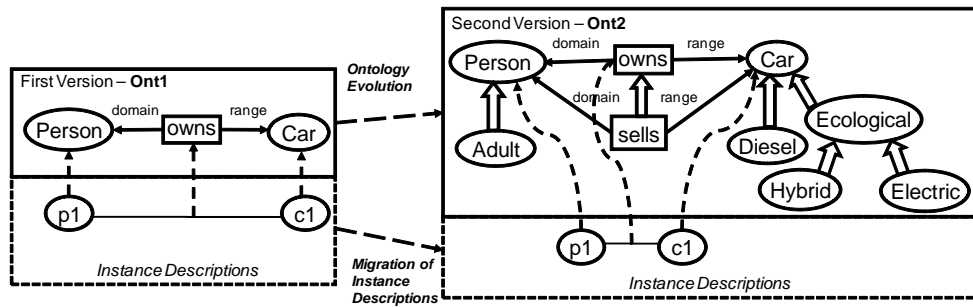 First Version – Ont1
domain
range
Person
owns
Car
p1
c1
Instance Descriptions
Ontology
Evolution
Migration of
Instance
Descriptions
Second Version – Ont2
domain
range
Person
owns
Car
domain
range
sells
Adult
Diesel
Ecological
Hybrid
Electric
p1
c1
Instance Descriptions